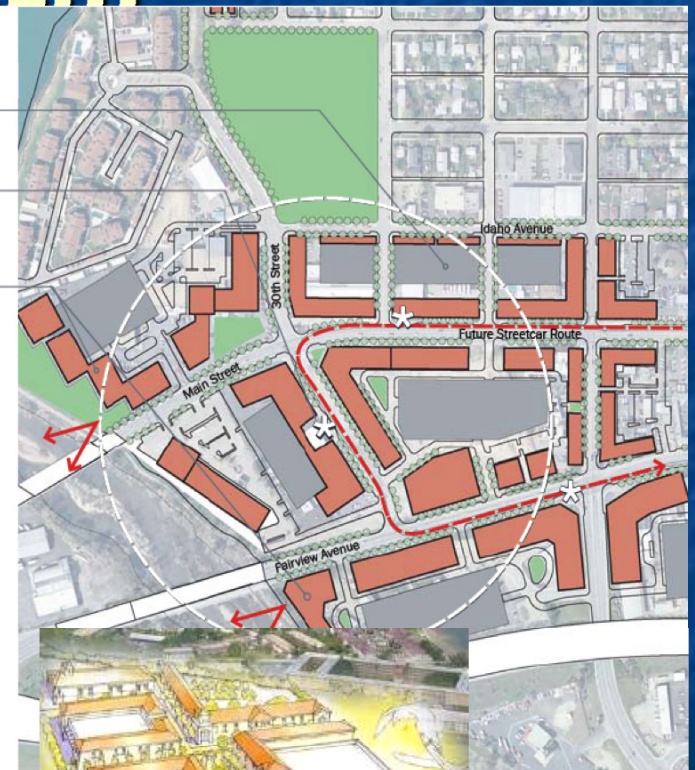 Idaho Avenue
30th Street
Future Streetcar Route
Main Street
Fairview Avenue